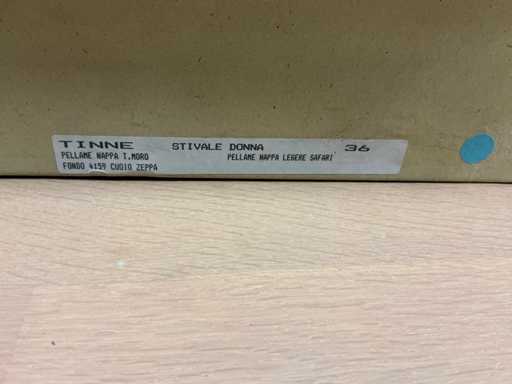 TINNE STIVALE DONNA 36
PELLAME NAPPA T.MORO PELLAME NAPPA LEGERE SAFARI
FONDO 4159 CUOIO ZEPPA